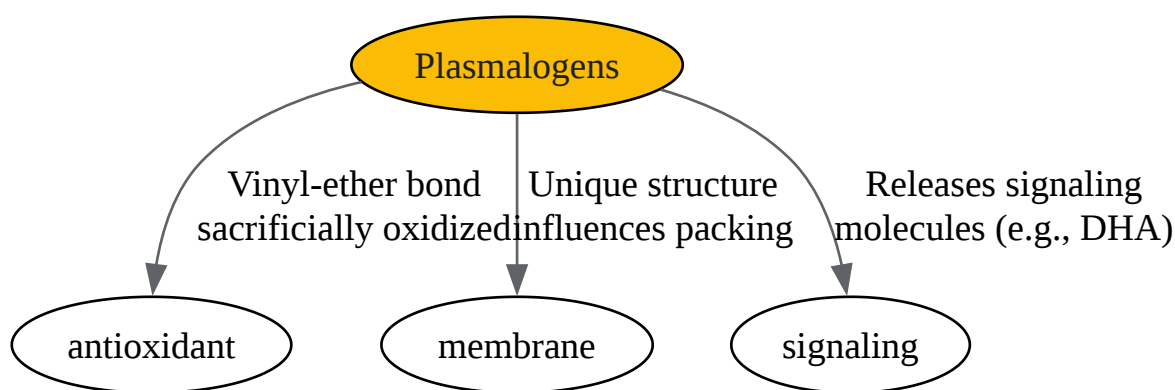 Plasmalogens
Vinyl-ether bond
sacrificially oxidized
Unique structure
influences packing
Releases signaling
molecules (e.g., DHA)
antioxidant
membrane
signaling